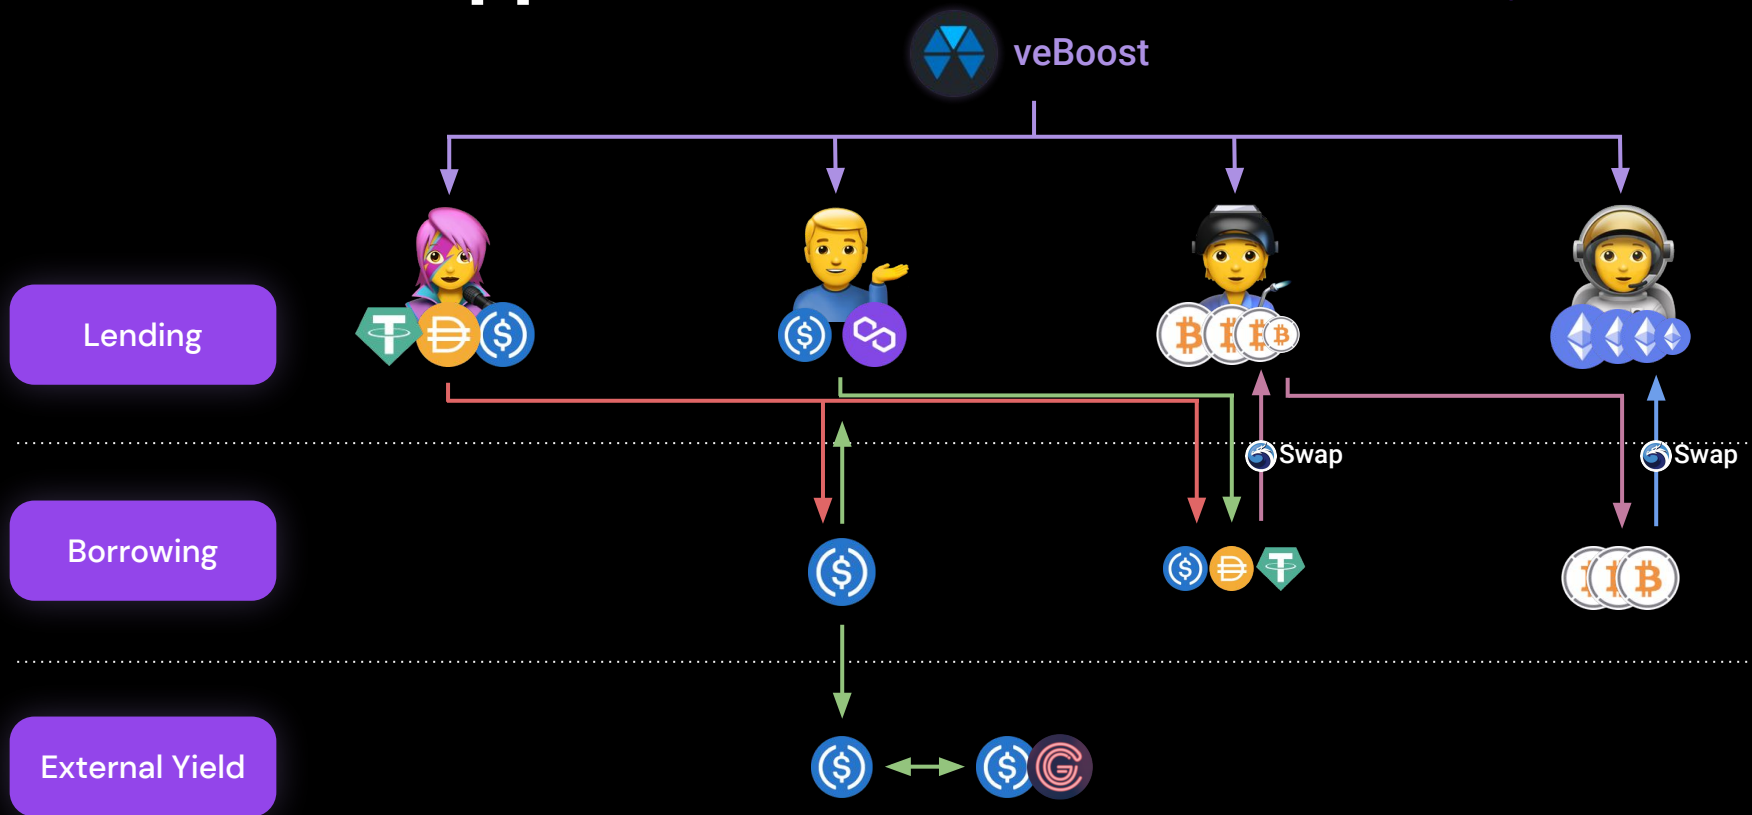 veBoost
Lending
Swap
Swap
Borrowing
External Yield